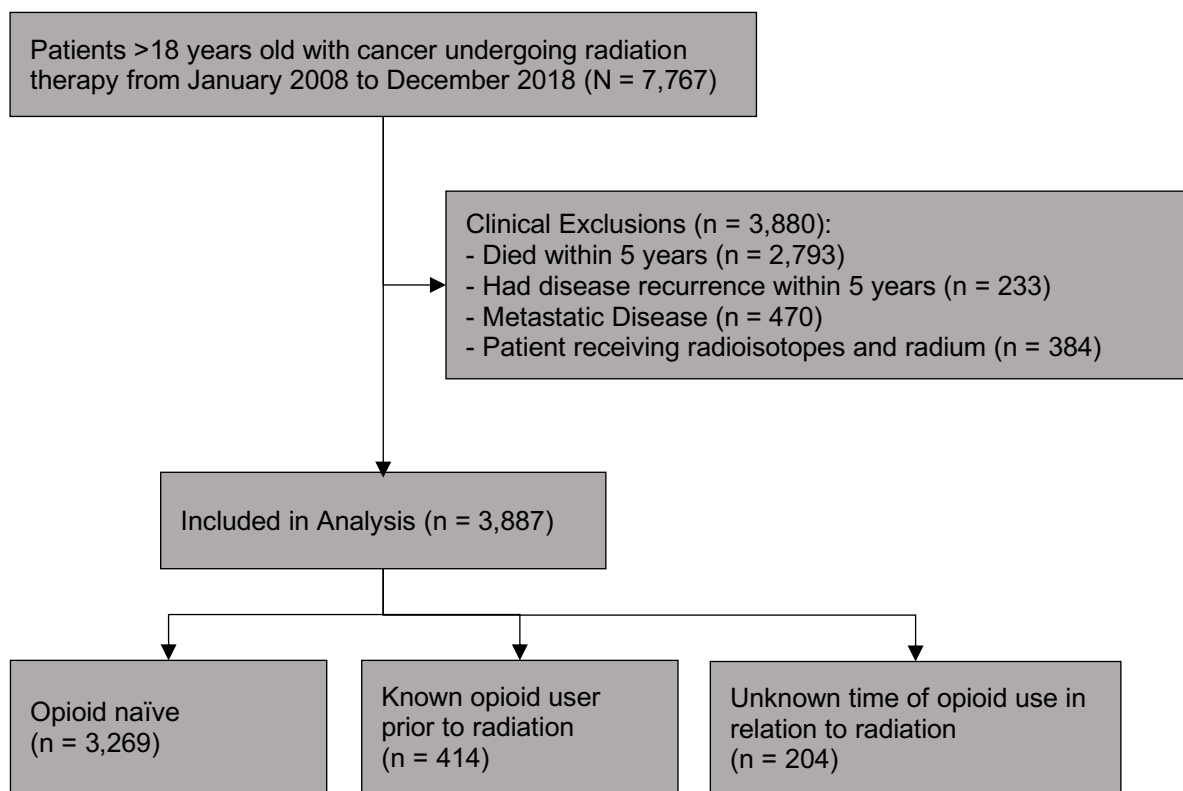 Patients >18 years old with cancer undergoing radiation
therapy from January 2008 to December 2018 (N = 7,767)
Clinical Exclusions (n = 3,880):
- Died within 5 years (n = 2,793)
- Had disease recurrence within 5 years (n = 233)
- Metastatic Disease (n = 470)
- Patient receiving radioisotopes and radium (n = 384)
Included in Analysis (n = 3,887)
Opioid naïve
(n = 3,269)
Known opioid user
prior to radiation
(n = 414)
Unknown time of opioid use in
relation to radiation
(n = 204)